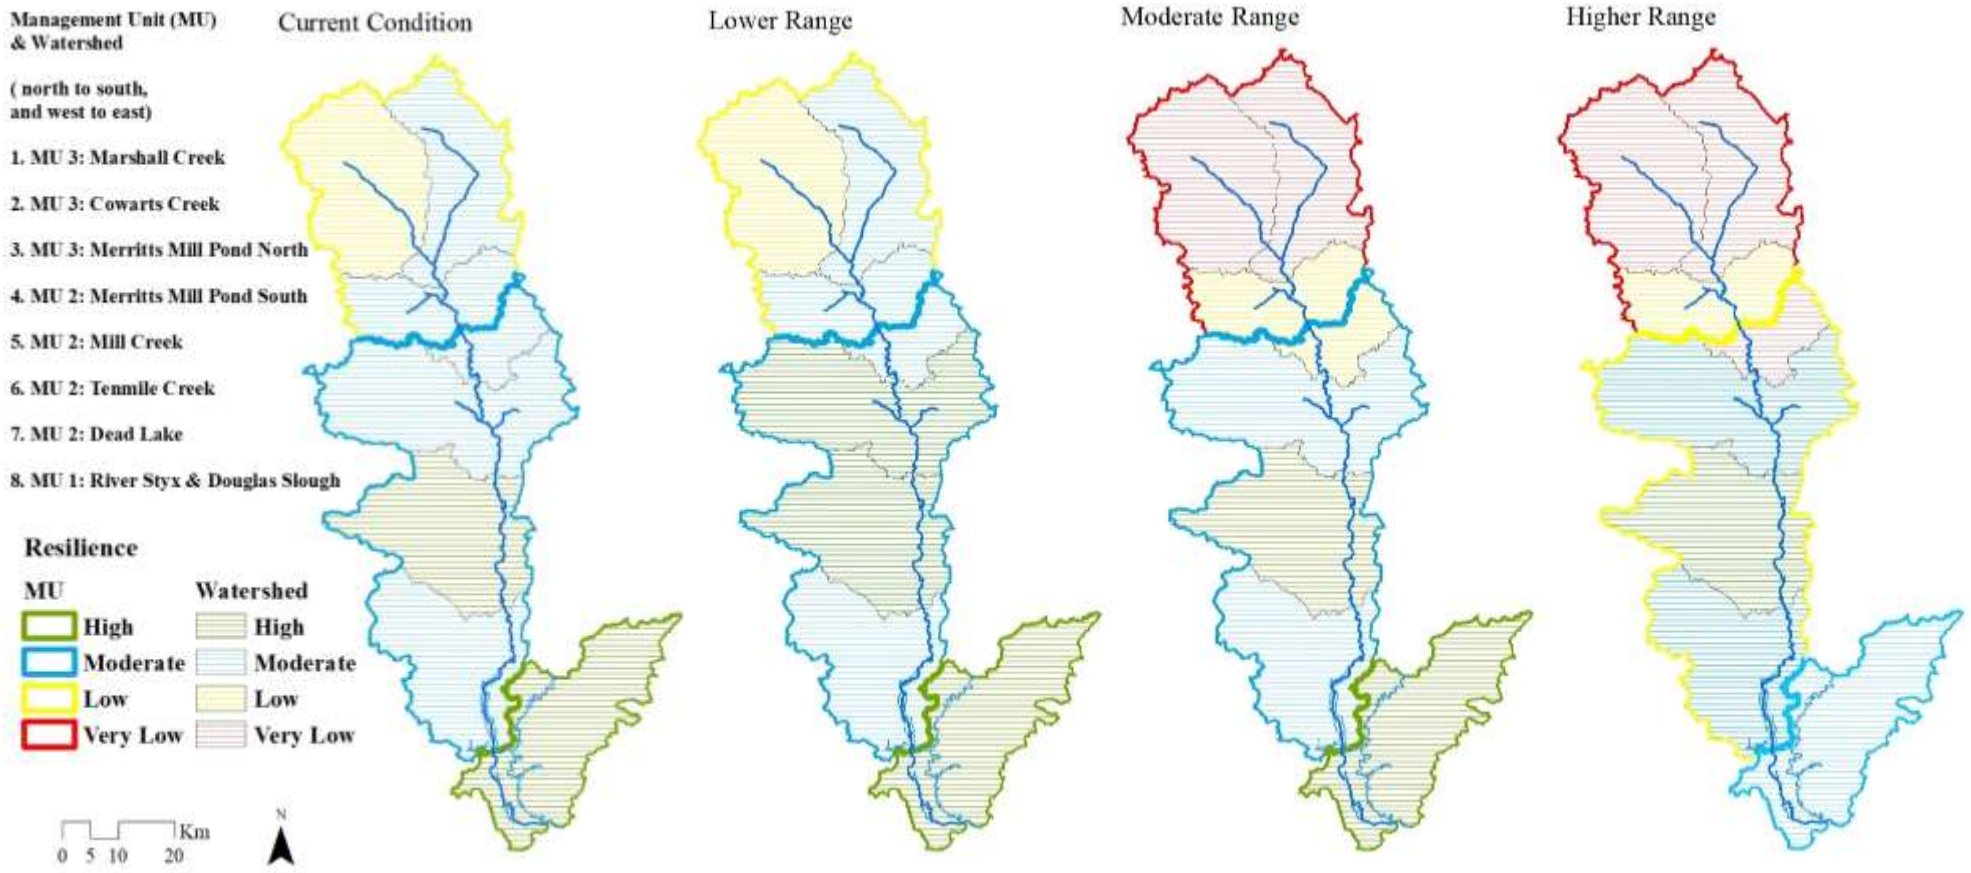 Management Unit (MU)
& Watershed
( north to south,
and west to east)
1. MU 3: Marshall Creek
2. MU 3: Cowarts Creek
3. MU 3: Merritts Mill Pond North
4. MU 2: Merritts Mill Pond South
5. MU 2: Mill Creek
6. MU 2: Tenmile Creek
7. MU 2: Dead Lake
8. MU 1: River Styx & Douglas Slough
Current Condition
Lower Range
Moderate Range
Higher Range
Resilience
MU Watershed
High High
Moderate Moderate
Low Low
Very Low Very Low
Km
0 5 10 20
N